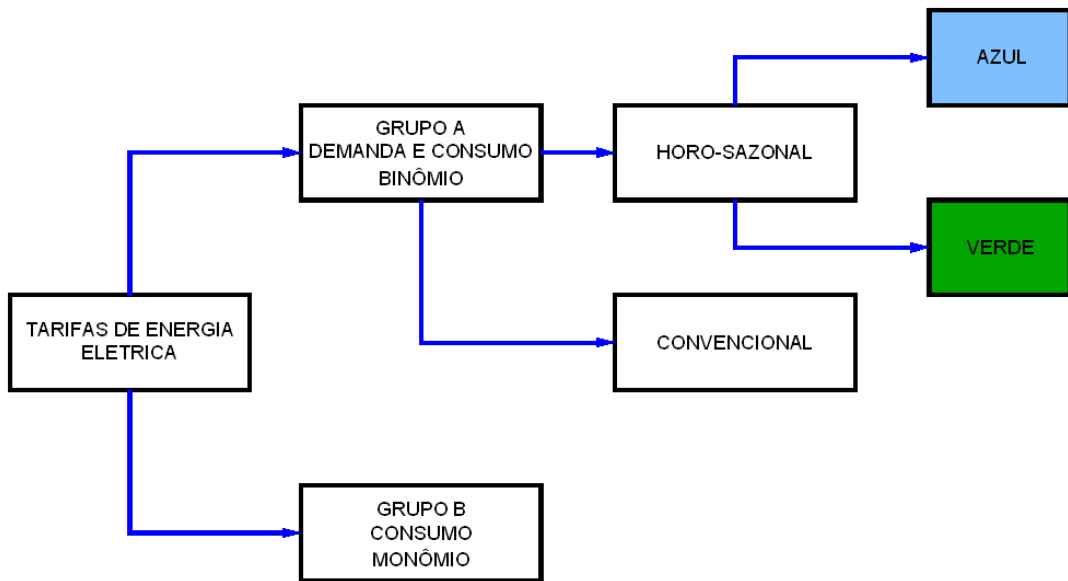 AZUL
GRUPO A
DEMANDA E CONSUMO
BINÔMIO
HORO-SAZONAL
VERDE
TARIFAS DE ENERGIA
ELETRICA
CONVENCIONAL
GRUPO B
CONSUMO
MONÔMIO